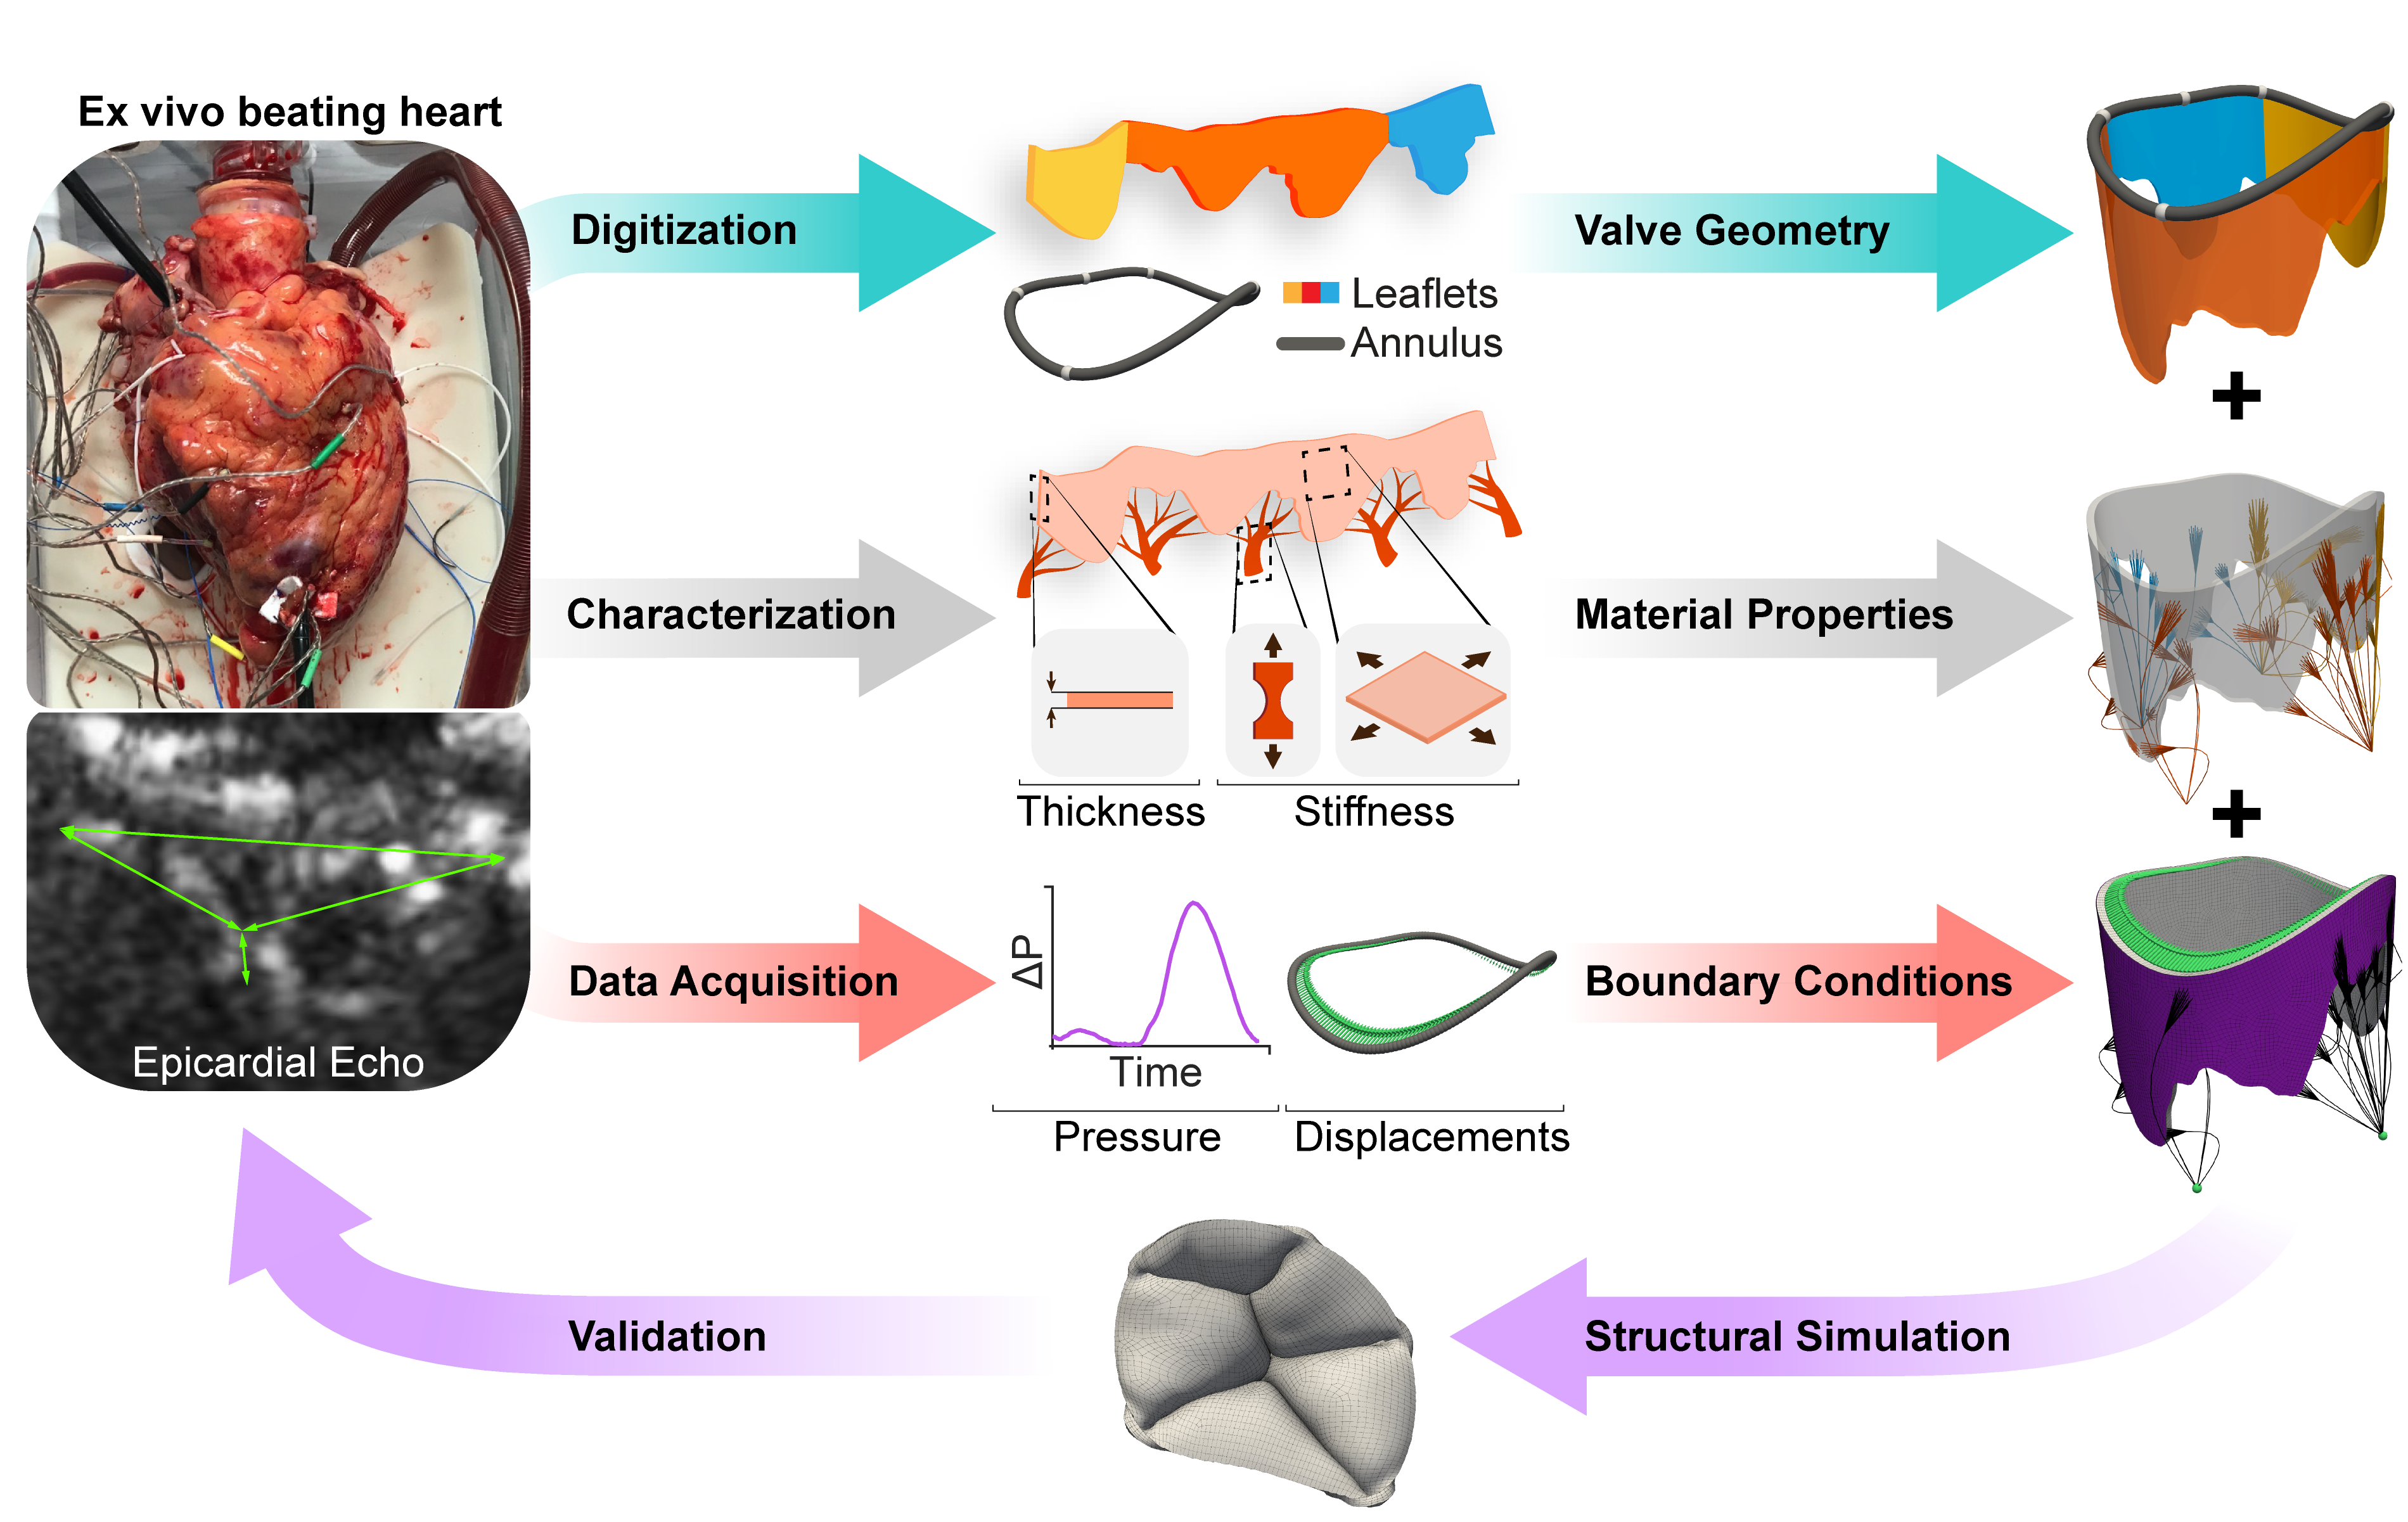 Ex vivo beating heart
Digitization
Leaflets
Annulus
Valve Geometry
Characterization
Thickness
Stiffness
Material Properties
Epicardial Echo
Data Acquisition
ΔP
Time
Pressure
Displacements
Boundary Conditions
Validation
Structural Simulation